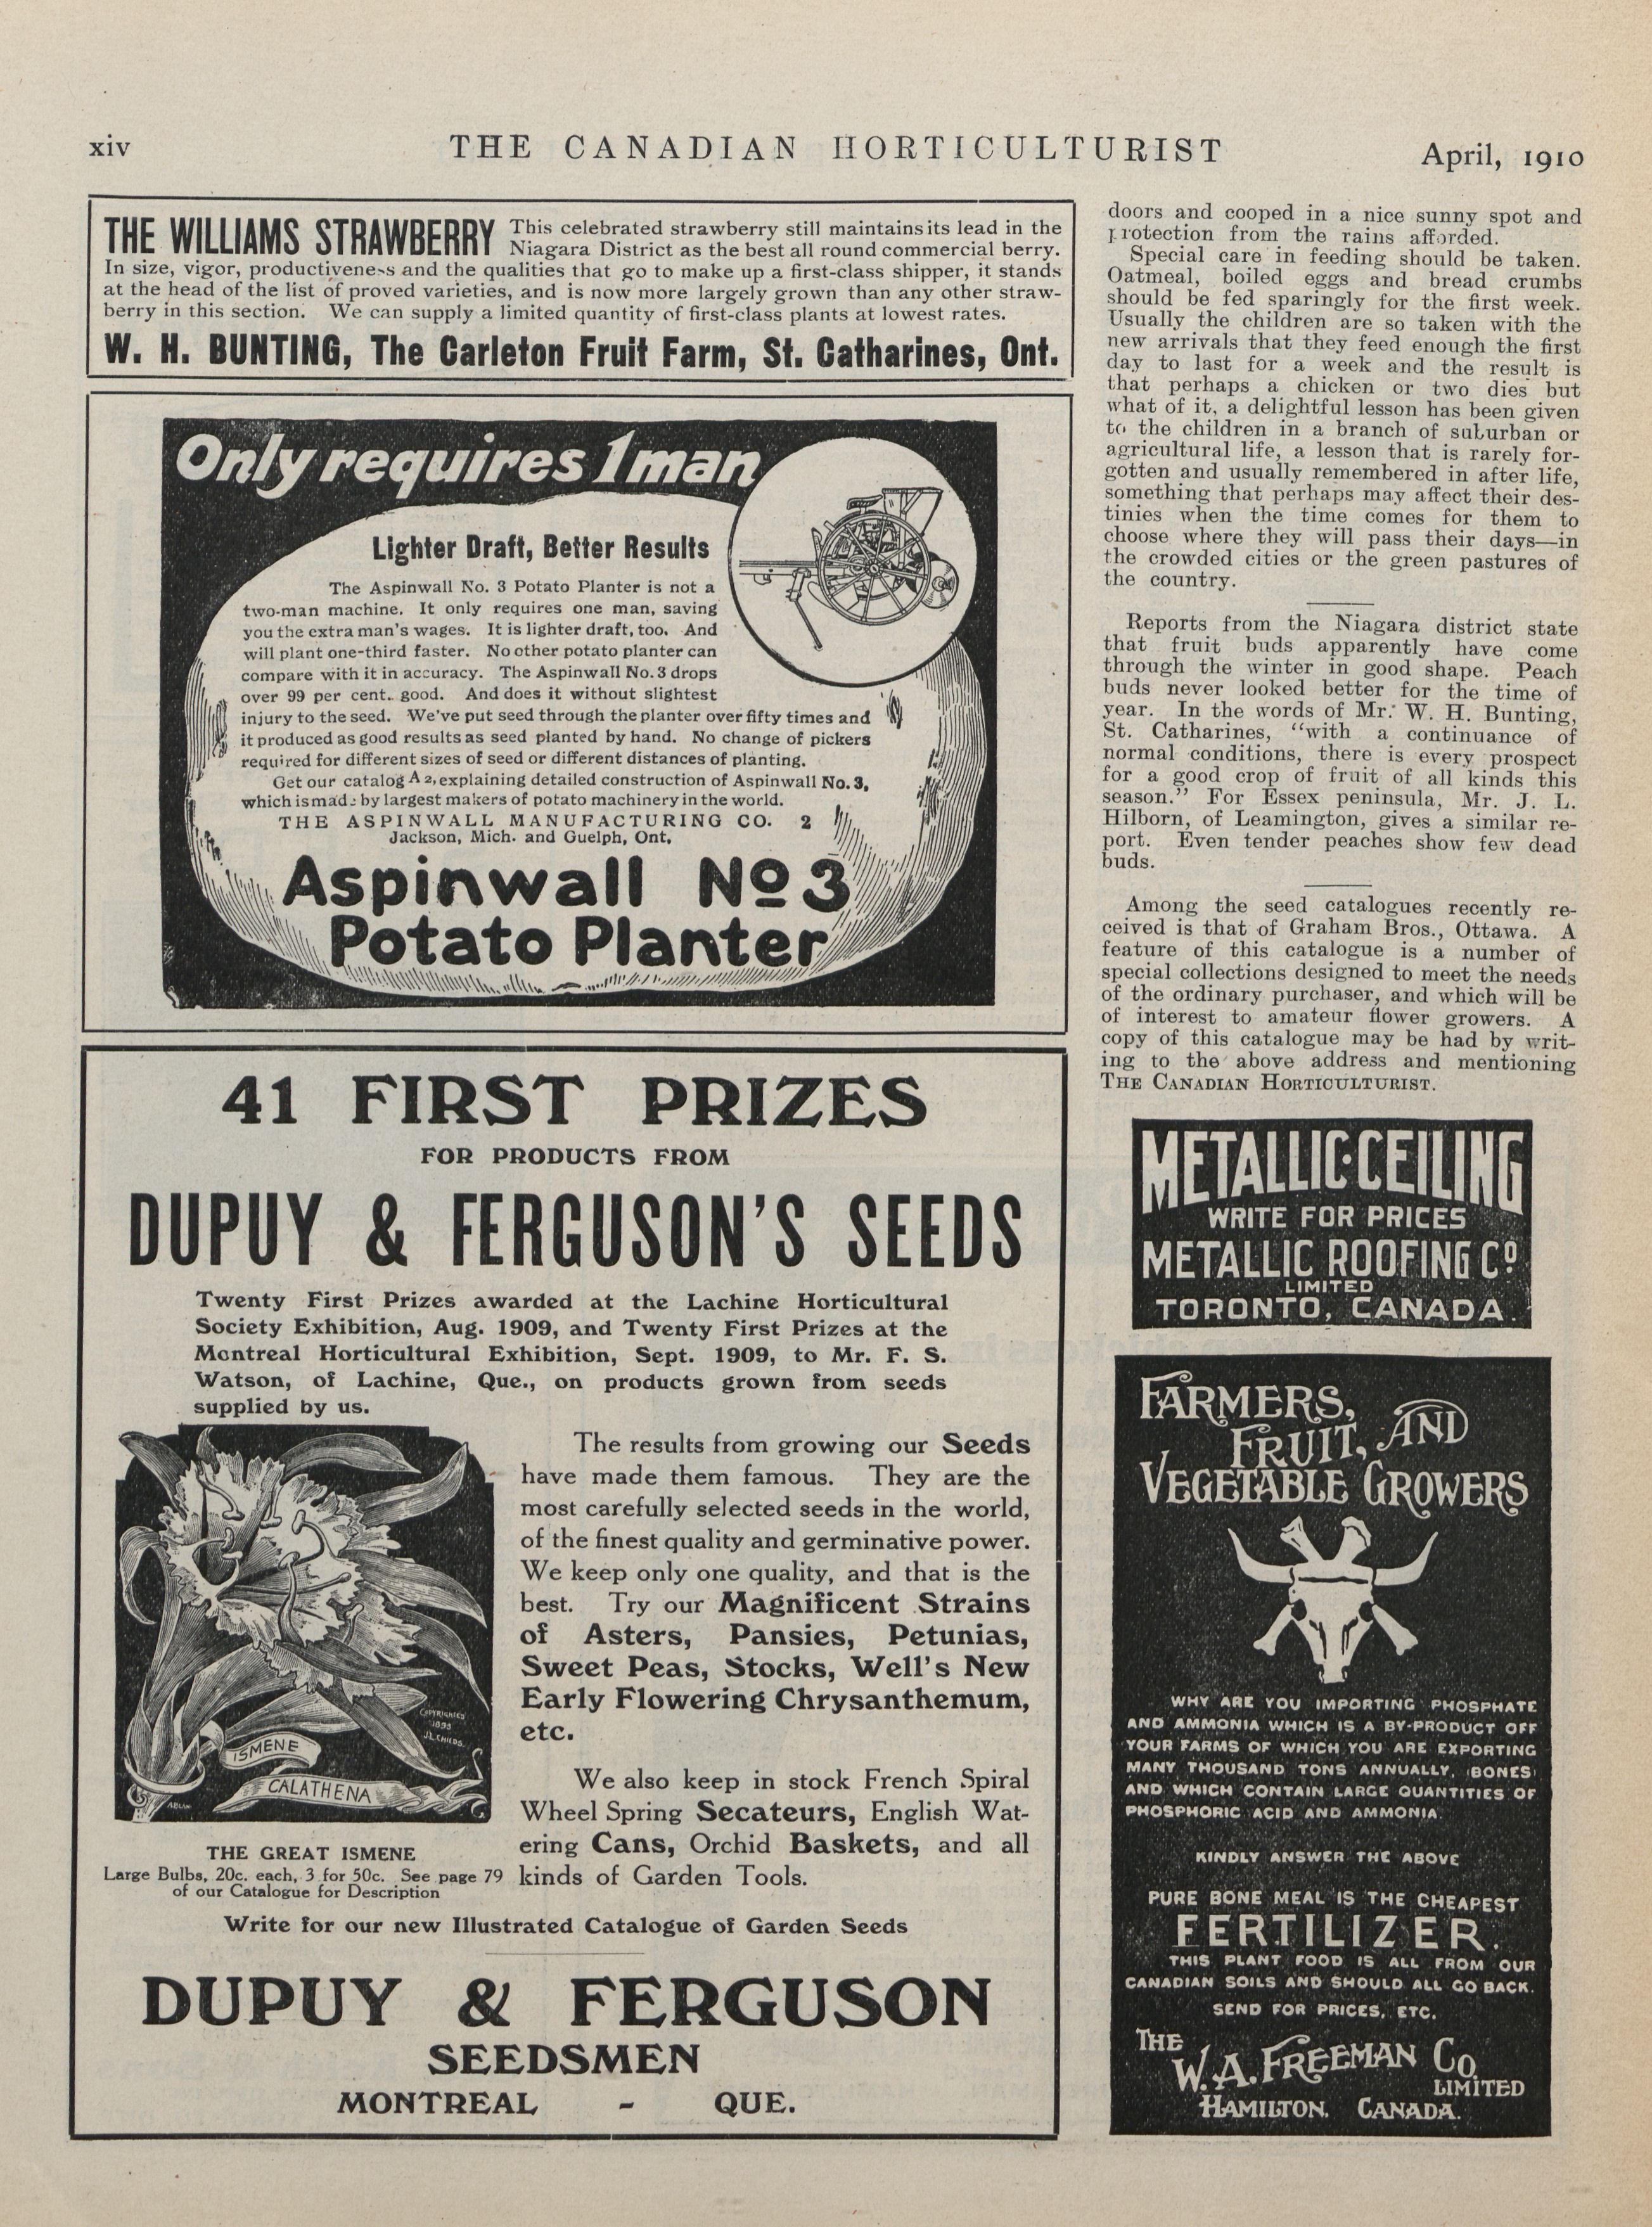 xiv
THE CANADIAN HORTICULTURIST
April, 1910
THE WILLIAMS STRAWBERRY This celebrated strawberry still maintains its lead in the
Niagara District as the best all round commercial berry.
In size, vigor, productiveness and the qualities that go to make up a first-class shipper, it stands
at the head of the list of proved varieties, and is now more largely grown than any other straw-
berry in this section. We can supply a limited quantity of first-class plants at lowest rates.
W. H. BUNTING, The Carleton Fruit Farm, St. Catharines, Ont.
Only requires 1 man
Lighter Draft, Better Results
The Aspinwall No. 3 Potato Planter is not a
two-man machine. It only requires one man, saving
you the extra man's wages. It is lighter draft, too. And
will plant one-third faster. No other potato planter can
compare with it in accuracy. The Aspinwall No. 3 drops
over 99 per cent. good. And does it without slightest
injury to the seed. We've put seed through the planter over fifty times and
it produced as good results as seed planted by hand. No change of pickers
required for different sizes of seed or different distances of planting.
Get our catalog A 2, explaining detailed construction of Aspinwall No. 3,
which is made by largest makers of potato machinery in the world.
THE ASPINWALL MANUFACTURING CO. 2
Jackson, Mich. and Guelph, Ont.
Aspinwall No 3
Potato Planter
41 FIRST PRIZES
FOR PRODUCTS FROM
DUPUY & FERGUSON'S SEEDS
Twenty First Prizes awarded at the Lachine Horticultural
Society Exhibition, Aug. 1909, and Twenty First Prizes at the
Montreal Horticultural Exhibition, Sept. 1909, to Mr. F. S.
Watson, of Lachine, Que., on products grown from seeds
supplied by us.
COPYRIGHTED
1895
J.L. CHILDS.
ISMENE
CALATHENA
THE GREAT ISMENE
Large Bulbs, 20c. each, 3 for 50c. See page 79
of our Catalogue for Description
The results from growing our Seeds
have made them famous. They are the
most carefully selected seeds in the world,
of the finest quality and germinative power.
We keep only one quality, and that is the
best. Try our Magnificent Strains
of Asters, Pansies, Petunias,
Sweet Peas, Stocks, Well's New
Early Flowering Chrysanthemum,
etc.
We also keep in stock French Spiral
Wheel Spring Secateurs, English Wat-
ering Cans, Orchid Baskets, and all
kinds of Garden Tools.
Write for our new Illustrated Catalogue of Garden Seeds
DUPUY & FERGUSON
SEEDSMEN
MONTREAL - QUE.
doors and cooped in a nice sunny spot and
protection from the rains afforded.
Special care in feeding should be taken.
Oatmeal, boiled eggs and bread crumbs
should be fed sparingly for the first week.
Usually the children are so taken with the
new arrivals that they feed enough the first
day to last for a week and the result is
that perhaps a chicken or two dies but
what of it, a delightful lesson has been given
to the children in a branch of suburban or
agricultural life, a lesson that is rarely for-
gotten and usually remembered in after life,
something that perhaps may affect their des-
tinies when the time comes for them to
choose where they will pass their days—in
the crowded cities or the green pastures of
the country.
Reports from the Niagara district state
that fruit buds apparently have come
through the winter in good shape. Peach
buds never looked better for the time of
year. In the words of Mr. W. H. Bunting,
St. Catharines, "with a continuance of
normal conditions, there is every prospect
for a good crop of fruit of all kinds this
season." For Essex peninsula, Mr. J. L.
Hilborn, of Leamington, gives a similar re-
port. Even tender peaches show few dead
buds.
Among the seed catalogues recently re-
ceived is that of Graham Bros., Ottawa. A
feature of this catalogue is a number of
special collections designed to meet the needs
of the ordinary purchaser, and which will be
of interest to amateur flower growers. A
copy of this catalogue may be had by writ-
ing to the above address and mentioning
THE CANADIAN HORTICULTURIST.
METALLIC·CEILING
WRITE FOR PRICES
METALLIC ROOFING Co.
LIMITED
TORONTO, CANADA.
FARMERS,
FRUIT, AND
VEGETABLE GROWERS
WHY ARE YOU IMPORTING PHOSPHATE
AND AMMONIA WHICH IS A BY-PRODUCT OFF
YOUR FARMS OF WHICH YOU ARE EXPORTING
MANY THOUSAND TONS ANNUALLY, (BONES)
AND WHICH CONTAIN LARGE QUANTITIES OF
PHOSPHORIC ACID AND AMMONIA.
KINDLY ANSWER THE ABOVE
PURE BONE MEAL IS THE CHEAPEST
FERTILIZER.
THIS PLANT FOOD IS ALL FROM OUR
CANADIAN SOILS AND SHOULD ALL GO BACK.
SEND FOR PRICES, ETC.
THE
W. A. FREEMAN Co.
LIMITED
HAMILTON, CANADA.